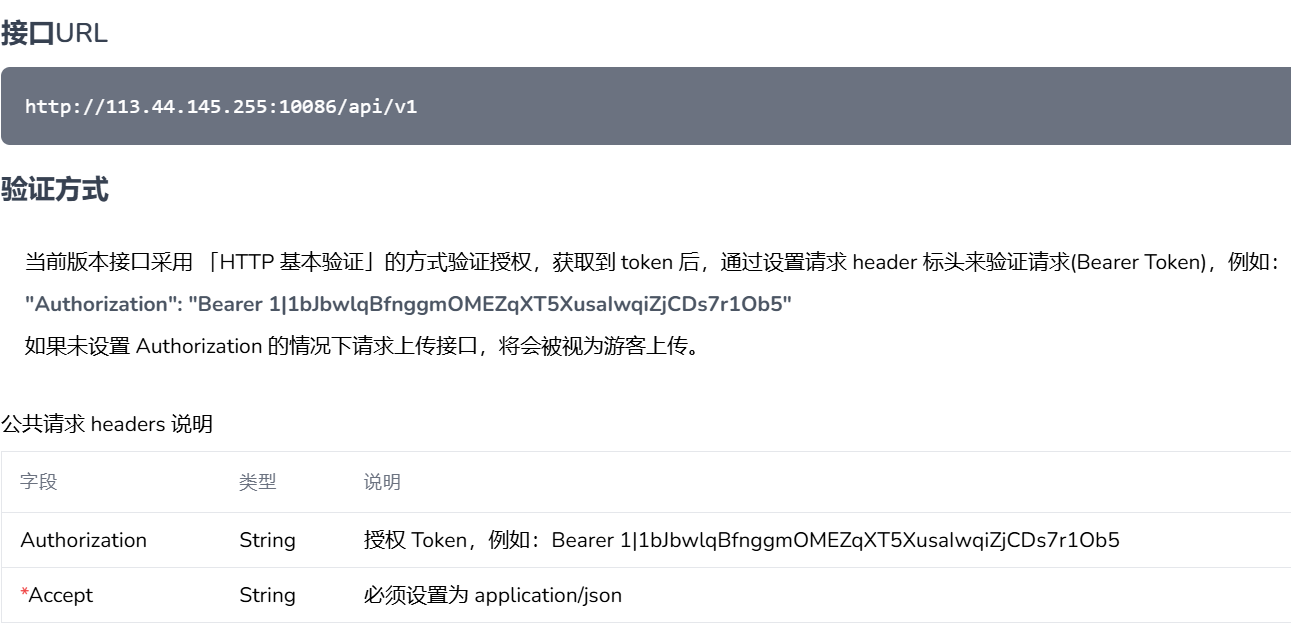 接口URL
http://113.44.145.255:10086/api/v1
验证方式
当前版本接口采用 「HTTP 基本验证」的方式验证授权，获取到 token 后，通过设置请求 header 标头来验证请求(Bearer Token)，例如：
"Authorization": "Bearer 1|1bJbwlqBfnggmOMEZqXT5XusaIwqiZjCDs7r1Ob5"
如果未设置 Authorization 的情况下请求上传接口，将会被视为游客上传。
公共请求 headers 说明
字段 类型 说明
Authorization String 授权 Token，例如：Bearer 1|1bJbwlqBfnggmOMEZqXT5XusaIwqiZjCDs7r1Ob5
*Accept String 必须设置为 application/json